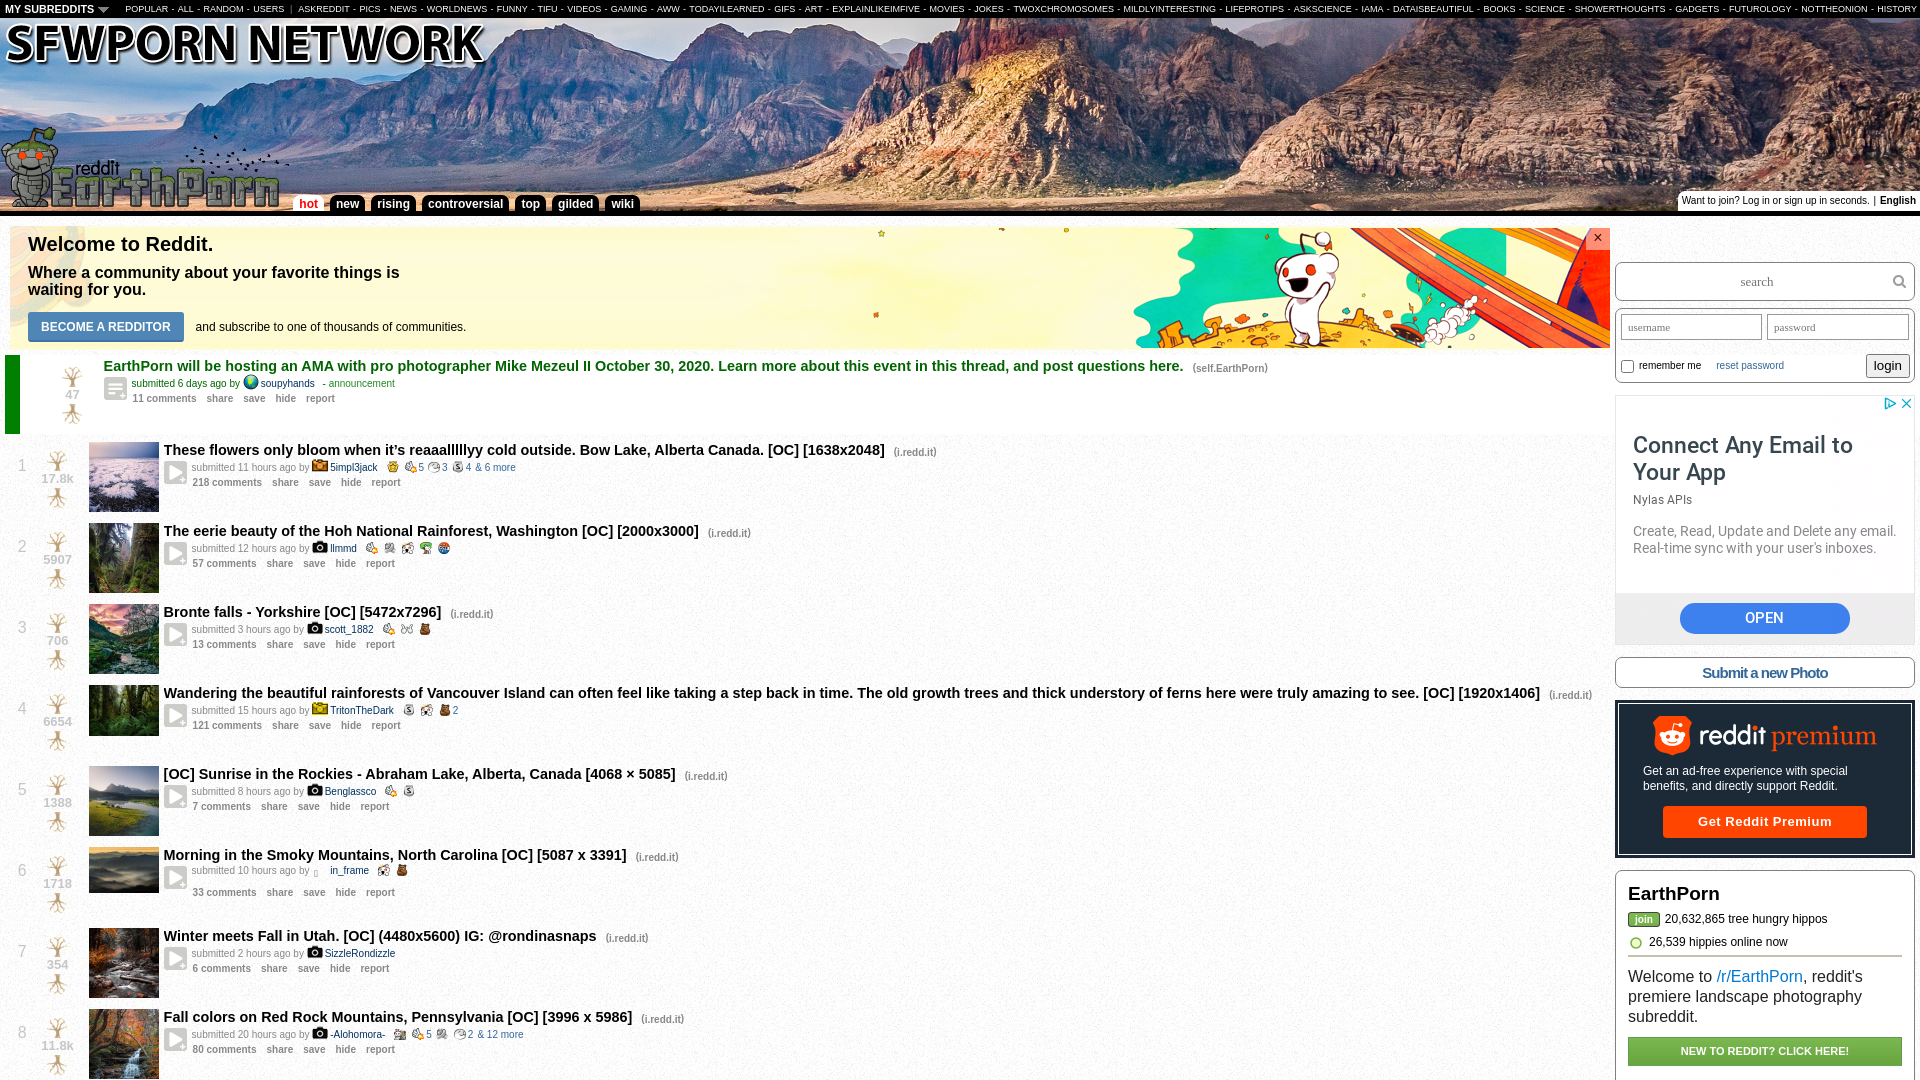 MY SUBREDDITS POPULAR - ALL - RANDOM - USERS | ASKREDDIT - PICS - NEWS - WORLDNEWS - FUNNY - TIFU - VIDEOS - GAMING - AWW - TODAYILEARNED - GIFS - ART - EXPLAINLIKEIMFIVE - MOVIES - JOKES - TWOXCHROMOSOMES - MILDLYINTERESTING - LIFEPROTIPS - ASKSCIENCE - IAMA - DATAISBEAUTIFUL - BOOKS - SCIENCE - SHOWERTHOUGHTS - GADGETS - FUTUROLOGY - NOTTHEONION - HISTORY
SFWPORN NETWORK
reddit
EarthPorn
hot new rising controversial top gilded wiki
Want to join? Log in or sign up in seconds. | English
Welcome to Reddit.
Where a community about your favorite things is
waiting for you.
BECOME A REDDITOR and subscribe to one of thousands of communities.
×
EarthPorn will be hosting an AMA with pro photographer Mike Mezeul II October 30, 2020. Learn more about this event in this thread, and post questions here. (self.EarthPorn)
47
submitted 6 days ago by soupyhands - announcement
11 comments share save hide report
1
17.8k
These flowers only bloom when it’s reaaalllllyy cold outside. Bow Lake, Alberta Canada. [OC] [1638x2048] (i.redd.it)
submitted 11 hours ago by 5impl3jack 5 3 4 & 6 more
218 comments share save hide report
2
5907
The eerie beauty of the Hoh National Rainforest, Washington [OC] [2000x3000] (i.redd.it)
submitted 12 hours ago by llmmd
57 comments share save hide report
3
706
Bronte falls - Yorkshire [OC] [5472x7296] (i.redd.it)
submitted 3 hours ago by scott_1882
13 comments share save hide report
4
6654
Wandering the beautiful rainforests of Vancouver Island can often feel like taking a step back in time. The old growth trees and thick understory of ferns here were truly amazing to see. [OC] [1920x1406] (i.redd.it)
submitted 15 hours ago by TritonTheDark 2
121 comments share save hide report
5
1388
[OC] Sunrise in the Rockies - Abraham Lake, Alberta, Canada [4068 × 5085] (i.redd.it)
submitted 8 hours ago by Benglassco
7 comments share save hide report
6
1718
Morning in the Smoky Mountains, North Carolina [OC] [5087 x 3391] (i.redd.it)
submitted 10 hours ago by in_frame
33 comments share save hide report
7
354
Winter meets Fall in Utah. [OC] (4480x5600) IG: @rondinasnaps (i.redd.it)
submitted 2 hours ago by SizzleRondizzle
6 comments share save hide report
8
11.8k
Fall colors on Red Rock Mountains, Pennsylvania [OC] [3996 x 5986] (i.redd.it)
submitted 20 hours ago by -Alohomora- 5 2 & 12 more
80 comments share save hide report
search
username password
remember me reset password login
Connect Any Email to
Your App
Nylas APIs
Create, Read, Update and Delete any email.
Real-time sync with your user's inboxes.
OPEN
Submit a new Photo
reddit premium
Get an ad-free experience with special
benefits, and directly support Reddit.
Get Reddit Premium
EarthPorn
join 20,632,865 tree hungry hippos
26,539 hippies online now
Welcome to /r/EarthPorn, reddit's
premiere landscape photography
subreddit.
NEW TO REDDIT? CLICK HERE!